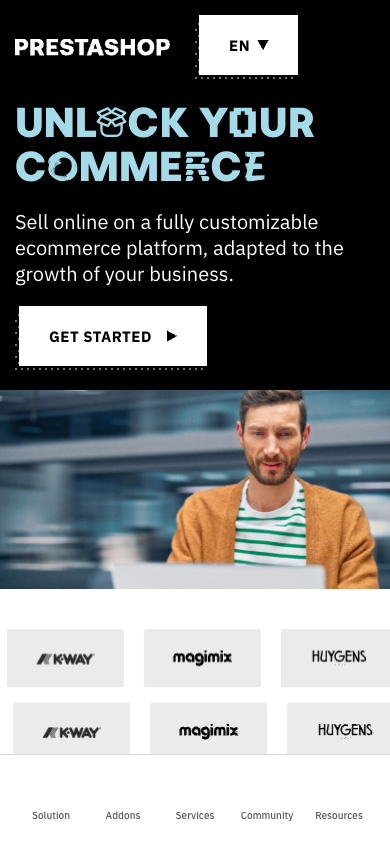 PRESTASHOP
EN
UNLOCK YOUR
COMMERCE
Sell online on a fully customizable
ecommerce platform, adapted to the
growth of your business.
GET STARTED
K-WAY
magimix
HUYGENS
K-WAY
magimix
HUYGENS
Solution
Addons
Services
Community
Resources